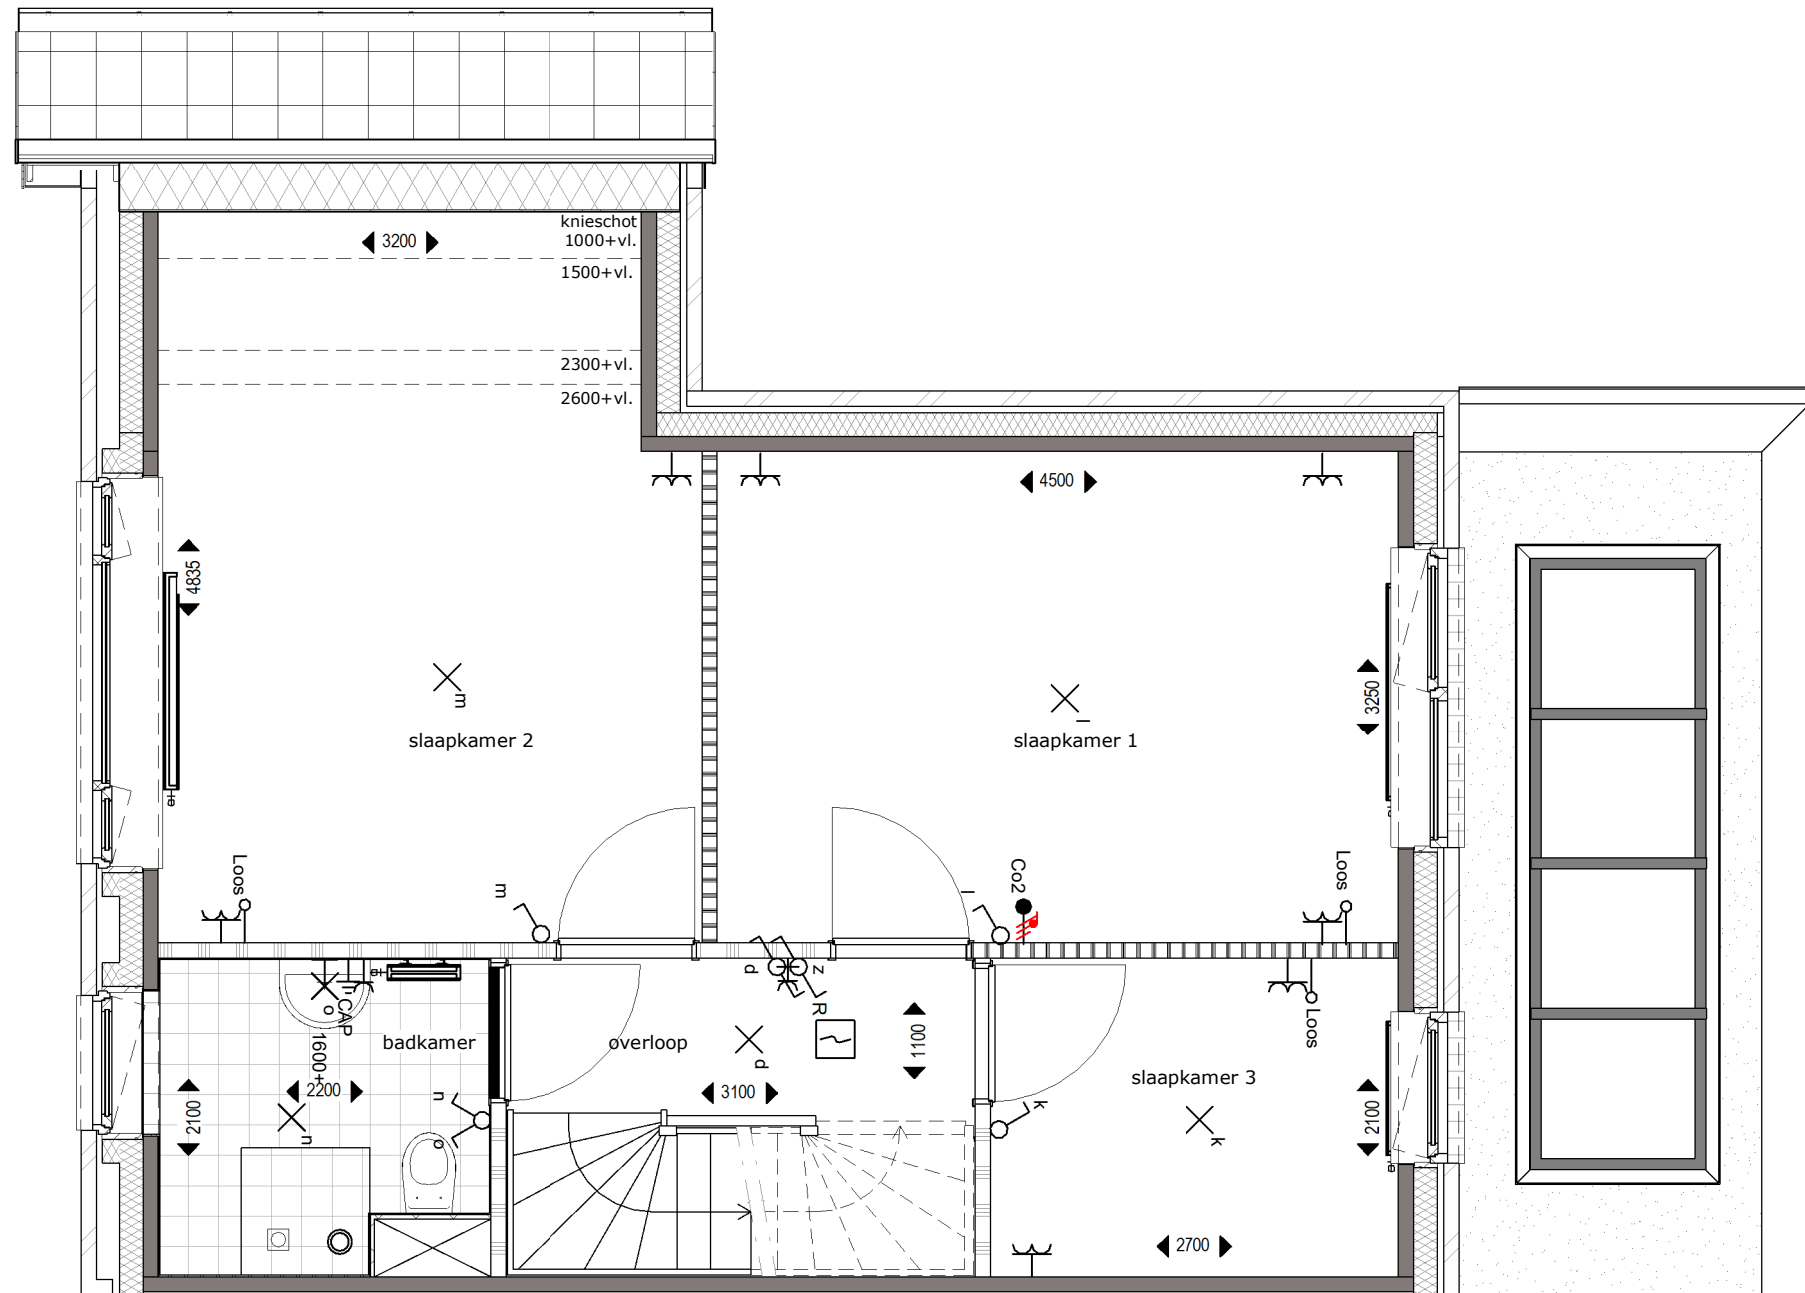 knieschot
1000+vl.
3200
1500+vl.
2300+vl.
2600+vl.
4500
4835
3250
m
l
slaapkamer 2
slaapkamer 1
Loos
m
l
Co2
Loos
d
z
R
CAP
o
1600+
badkamer
overloop
d
1100
Loos
slaapkamer 3
2200
3100
2100
n
n
o
k
k
2100
2700